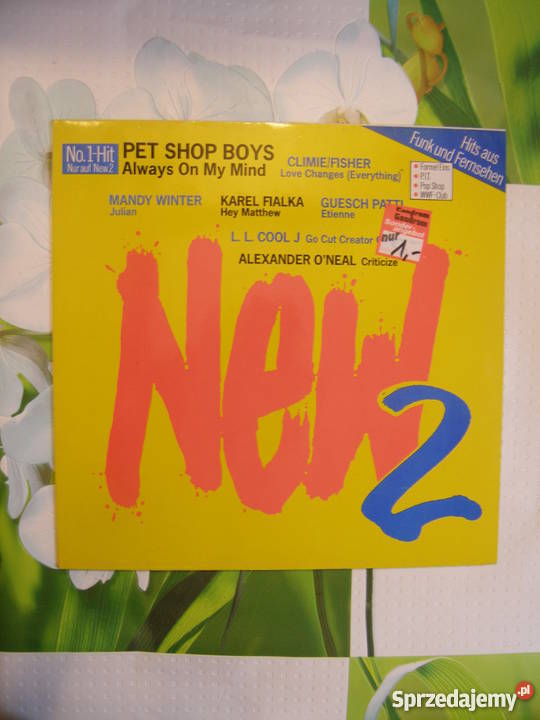 No. 1-Hit
Nur auf New 2
PET SHOP BOYS
Always On My Mind
CLIMIE/FISHER
Love Changes (Everything)
Hits aus
Funk und Fernsehen
Formel Eins
P.I.T.
Pop Shop
WWF-Club
MANDY WINTER
Julian
KAREL FIALKA
Hey Matthew
GUESCH PATTI
Etienne
L. L. COOL J Go Cut Creator
ALEXANDER O'NEAL Criticize
nur
1,-
New
2
Sprzedajemy.pl